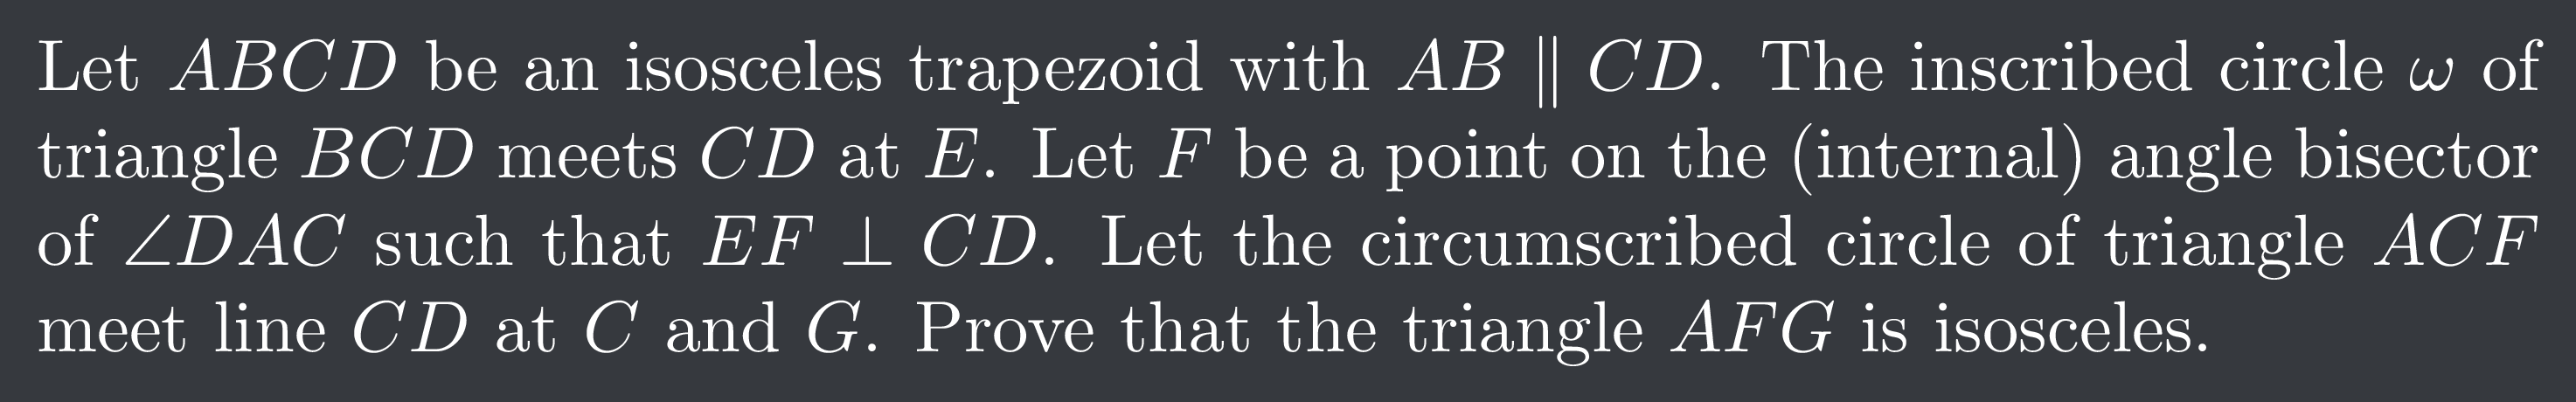 Let ABCD be an isosceles trapezoid with AB ∥ CD. The inscribed circle ω of
triangle BCD meets CD at E. Let F be a point on the (internal) angle bisector
of ∠DAC such that EF ⊥ CD. Let the circumscribed circle of triangle ACF
meet line CD at C and G. Prove that the triangle AFG is isosceles.